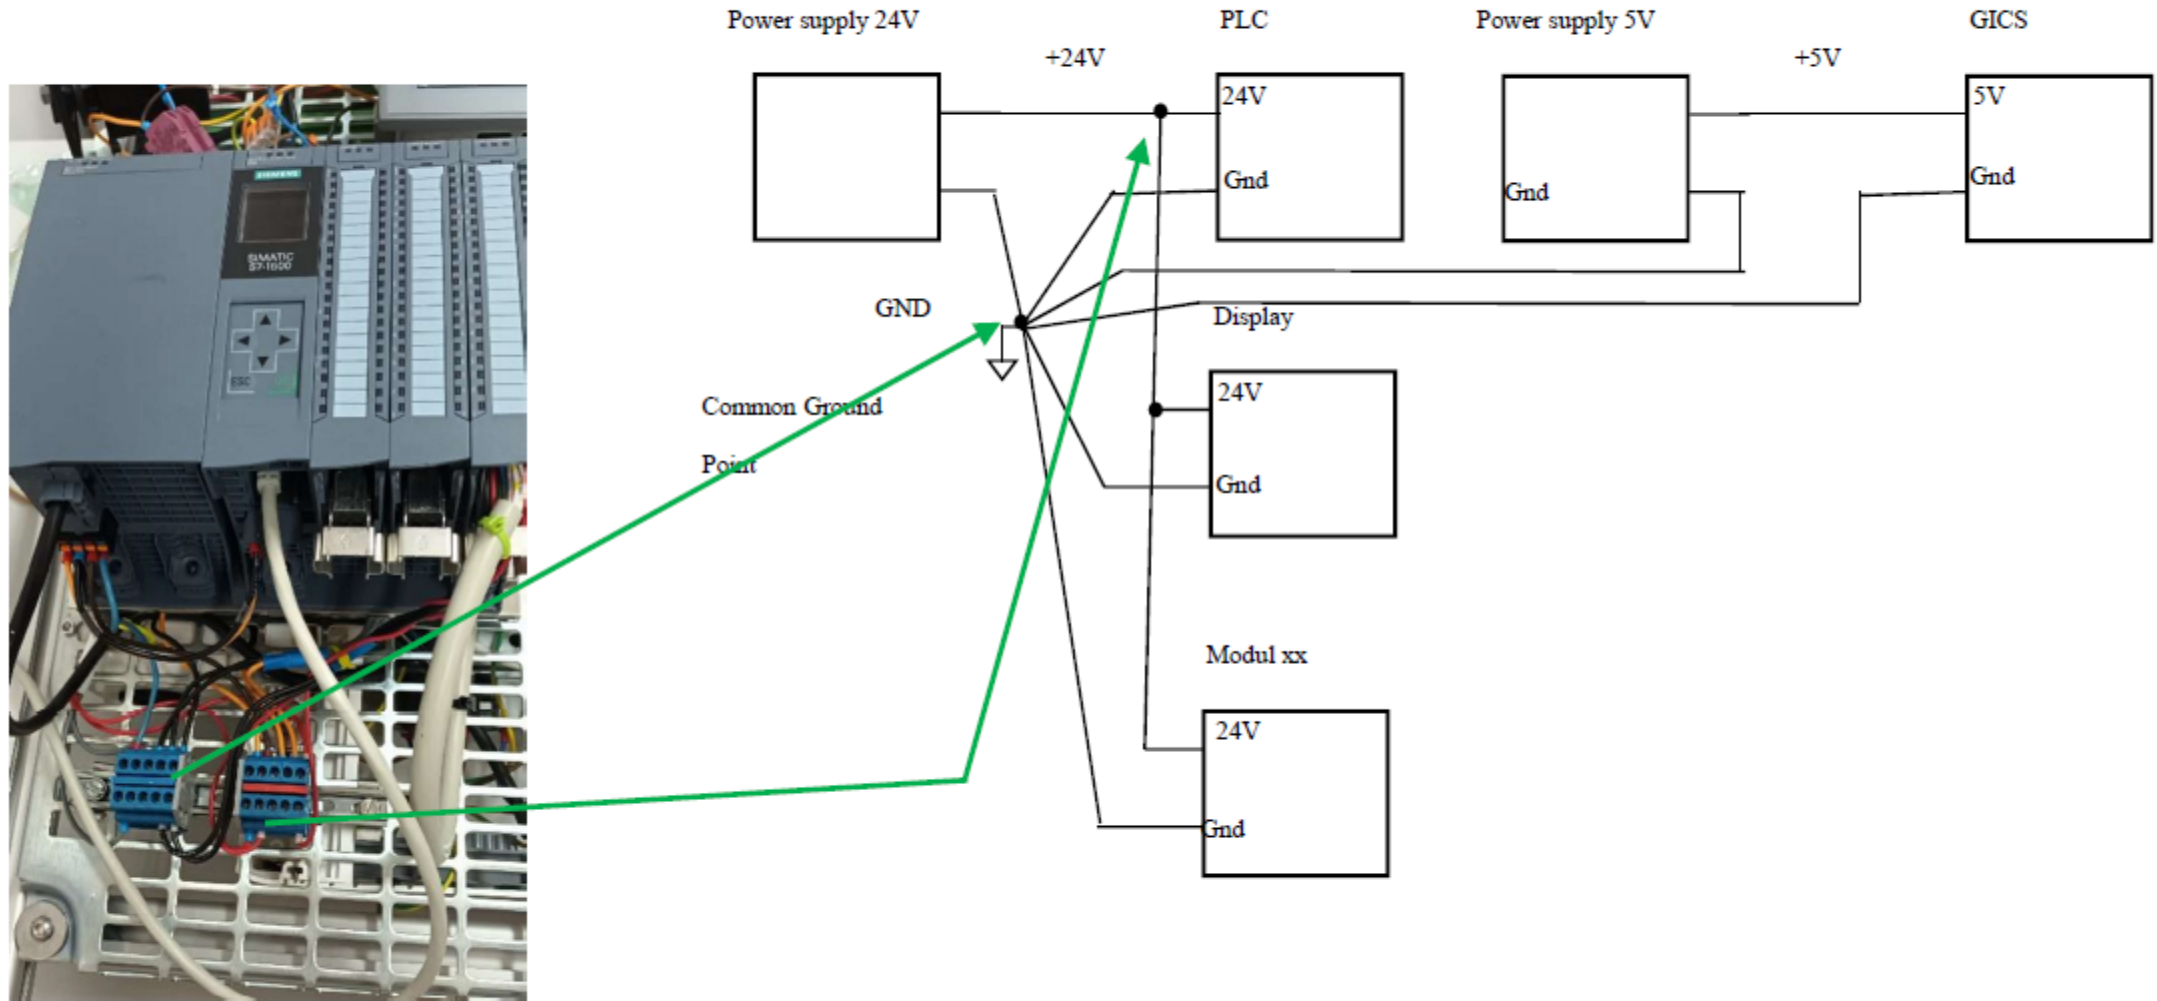 Power supply 24V
PLC
Power supply 5V
GICS
+24V
+5V
24V
Gnd
Gnd
5V
Gnd
SIEMENS
SIMATIC
S7-1500
ESC
GND
Display
Common Ground
Point
24V
Gnd
Modul xx
24V
Gnd